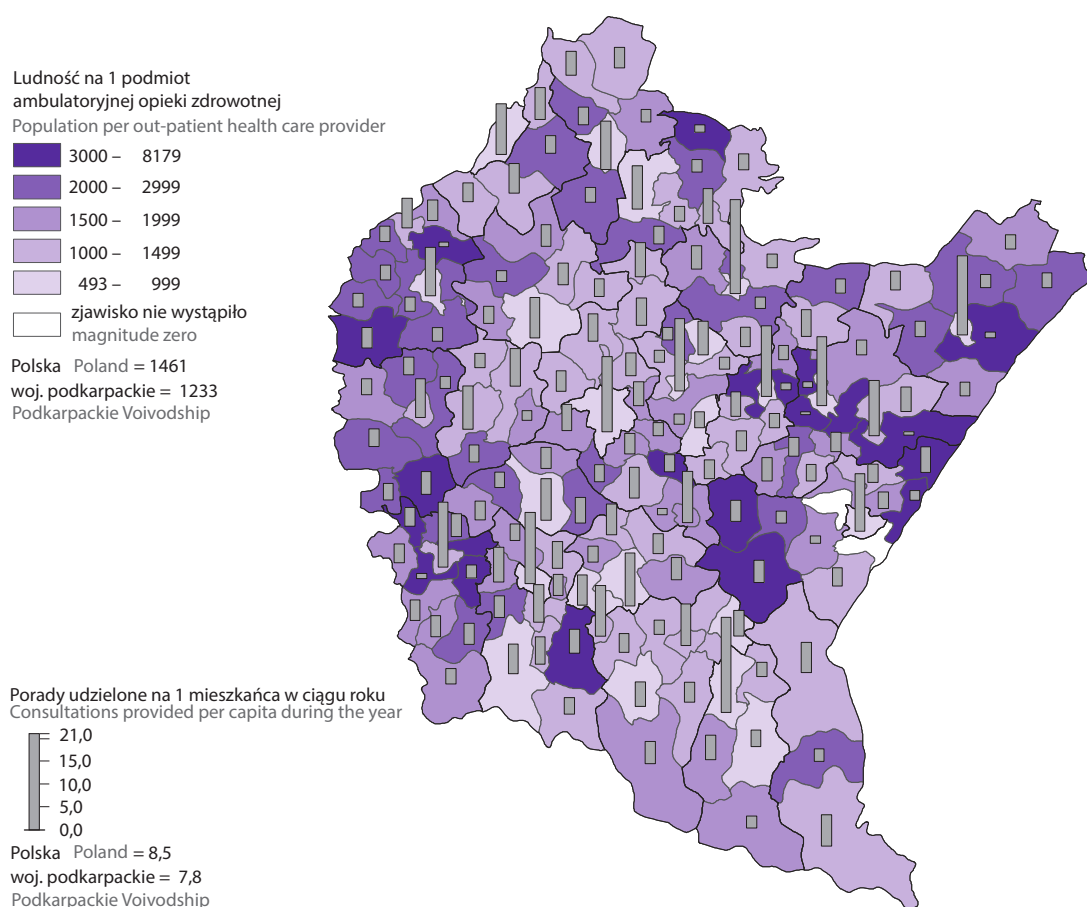 Ludność na 1 podmiot
ambulatoryjnej opieki zdrowotnej
Population per out-patient health care provider
3000 – 8179
2000 – 2999
1500 – 1999
1000 – 1499
493 – 999
zjawisko nie wystąpiło
magnitude zero
Polska Poland = 1461
woj. podkarpackie = 1233
Podkarpackie Voivodship
Porady udzielone na 1 mieszkańca w ciągu roku
Consultations provided per capita during the year
21,0
15,0
10,0
5,0
0,0
Polska Poland = 8,5
woj. podkarpackie = 7,8
Podkarpackie Voivodship